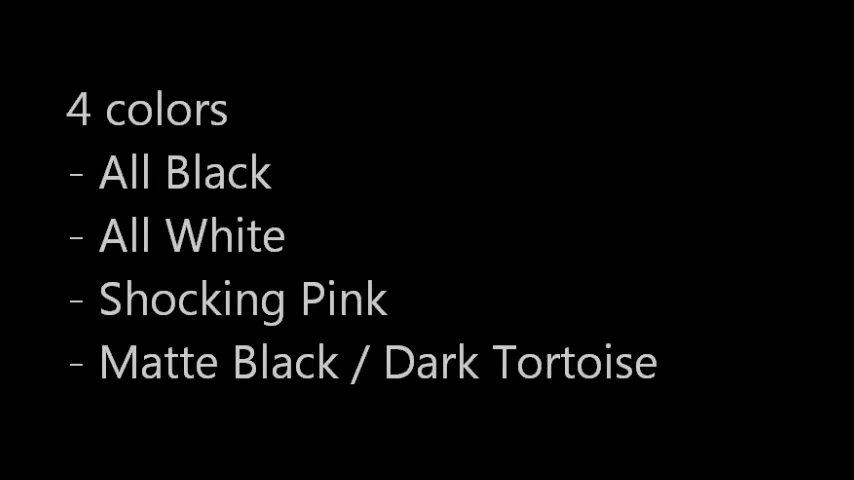 4 colors
- All Black
- All White
- Shocking Pink
- Matte Black / Dark Tortoise